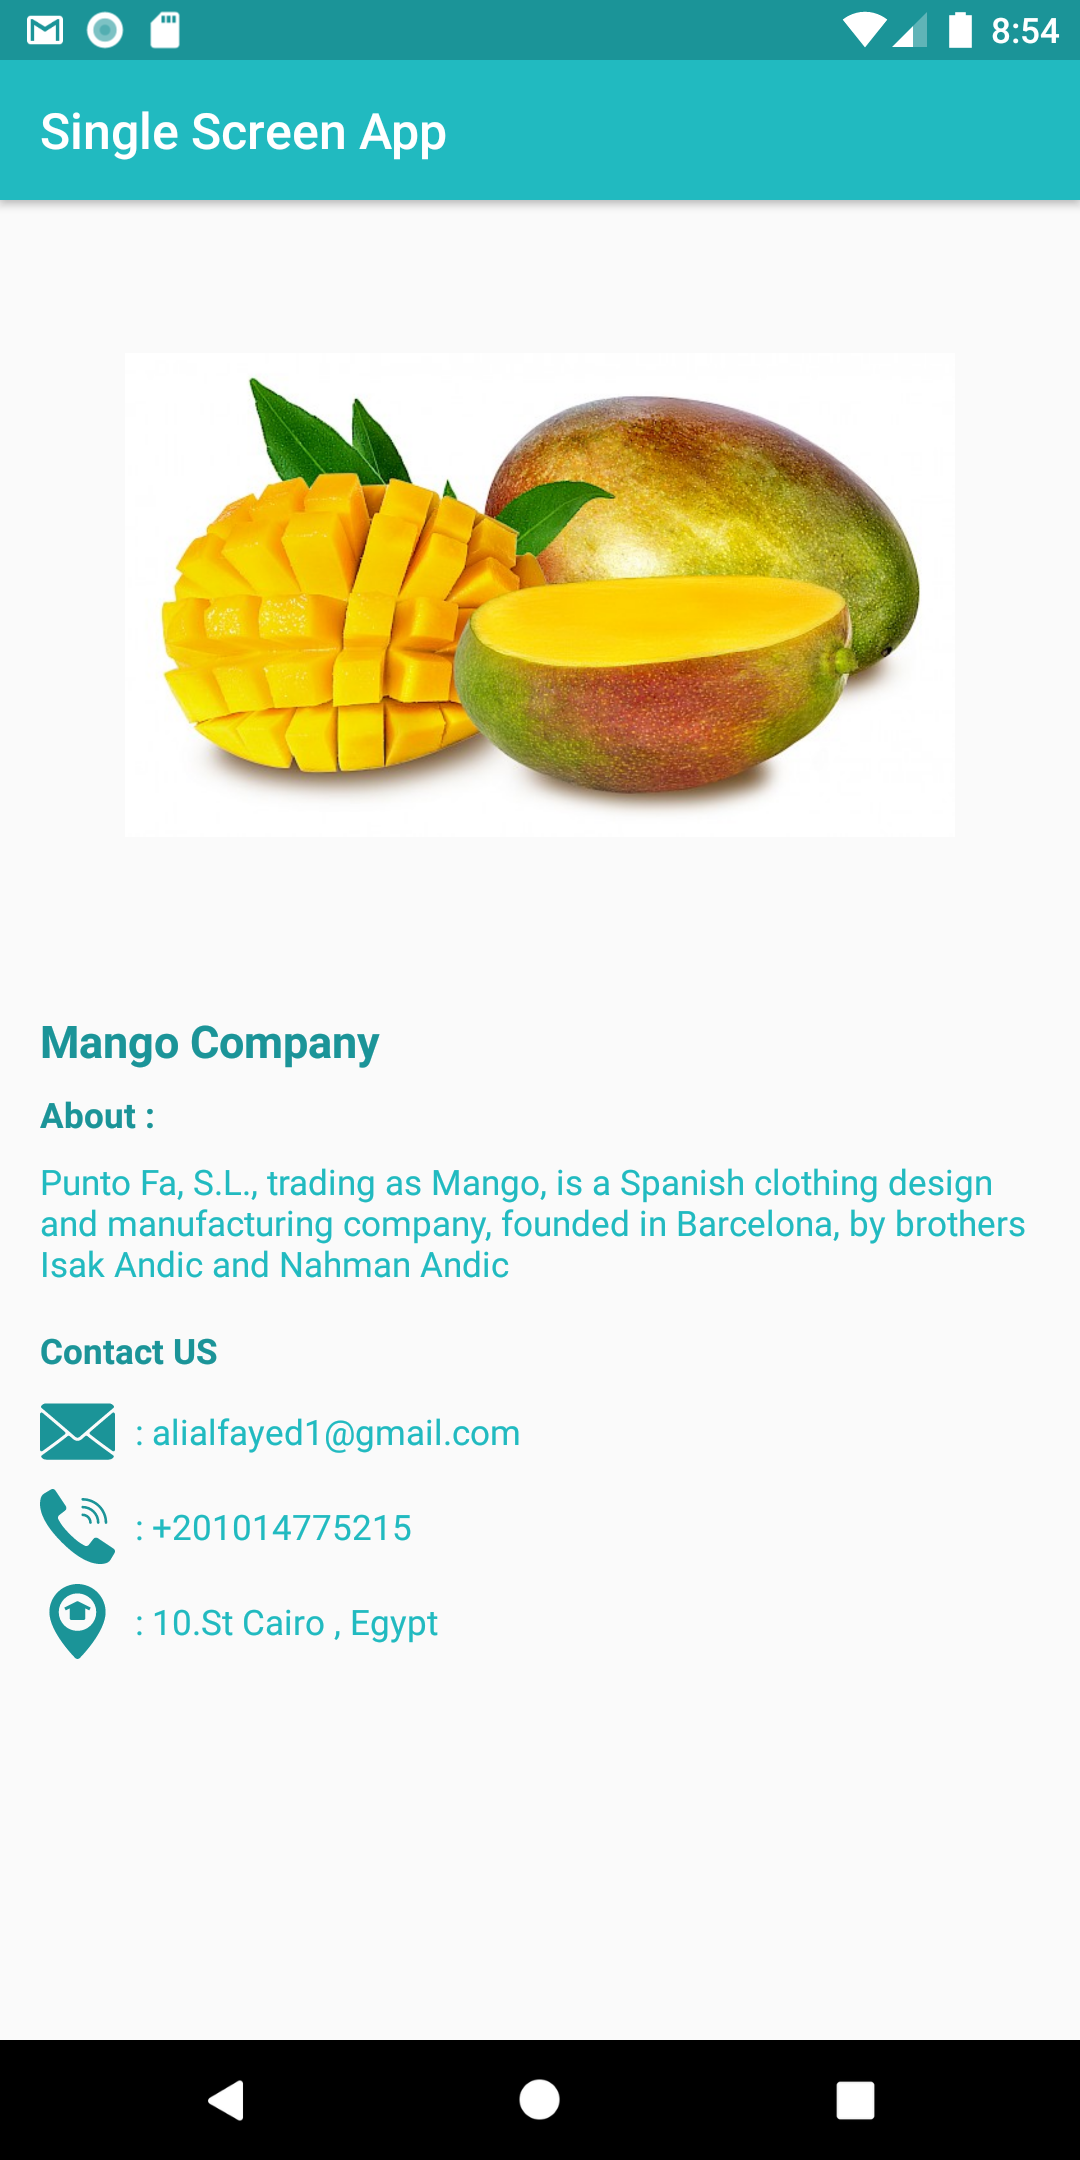 8:54
Single Screen App
Mango Company
About :
Punto Fa, S.L., trading as Mango, is a Spanish clothing design
and manufacturing company, founded in Barcelona, by brothers
Isak Andic and Nahman Andic
Contact US
: alialfayed1@gmail.com
: +201014775215
: 10.St Cairo , Egypt